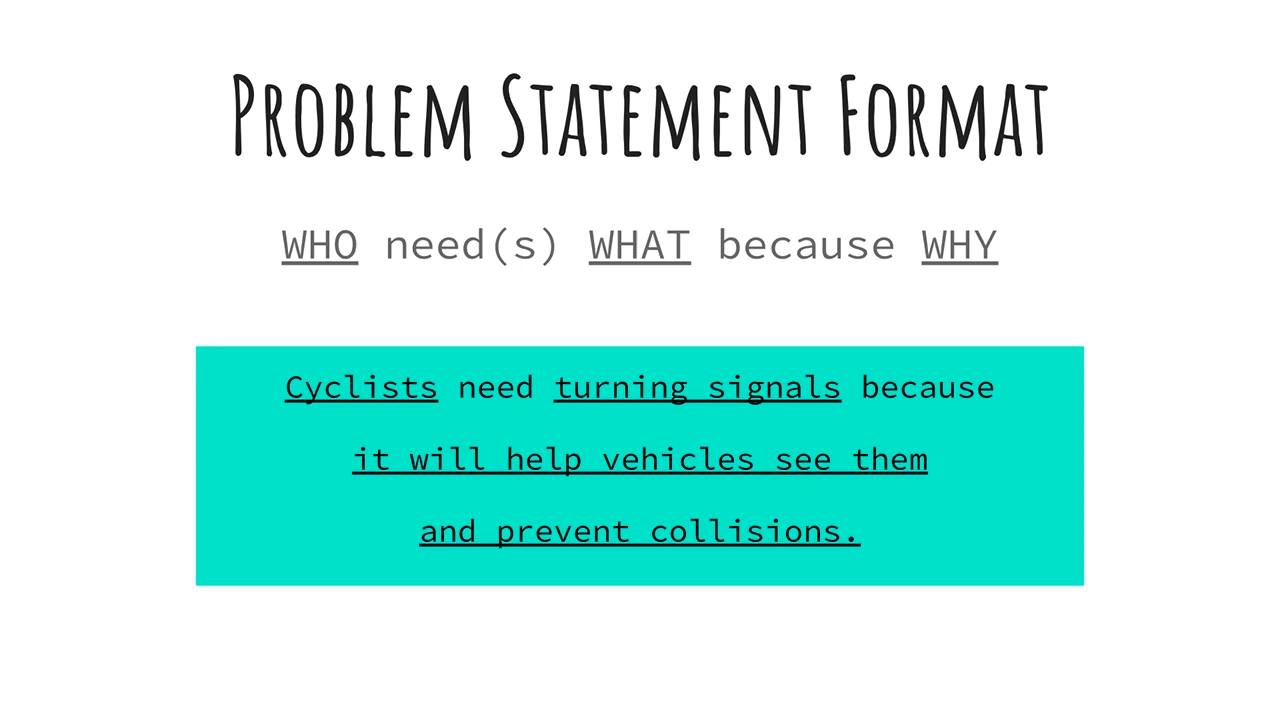 Problem Statement Format
WHO need(s) WHAT because WHY
Cyclists need turning signals because
it will help vehicles see them
and prevent collisions.